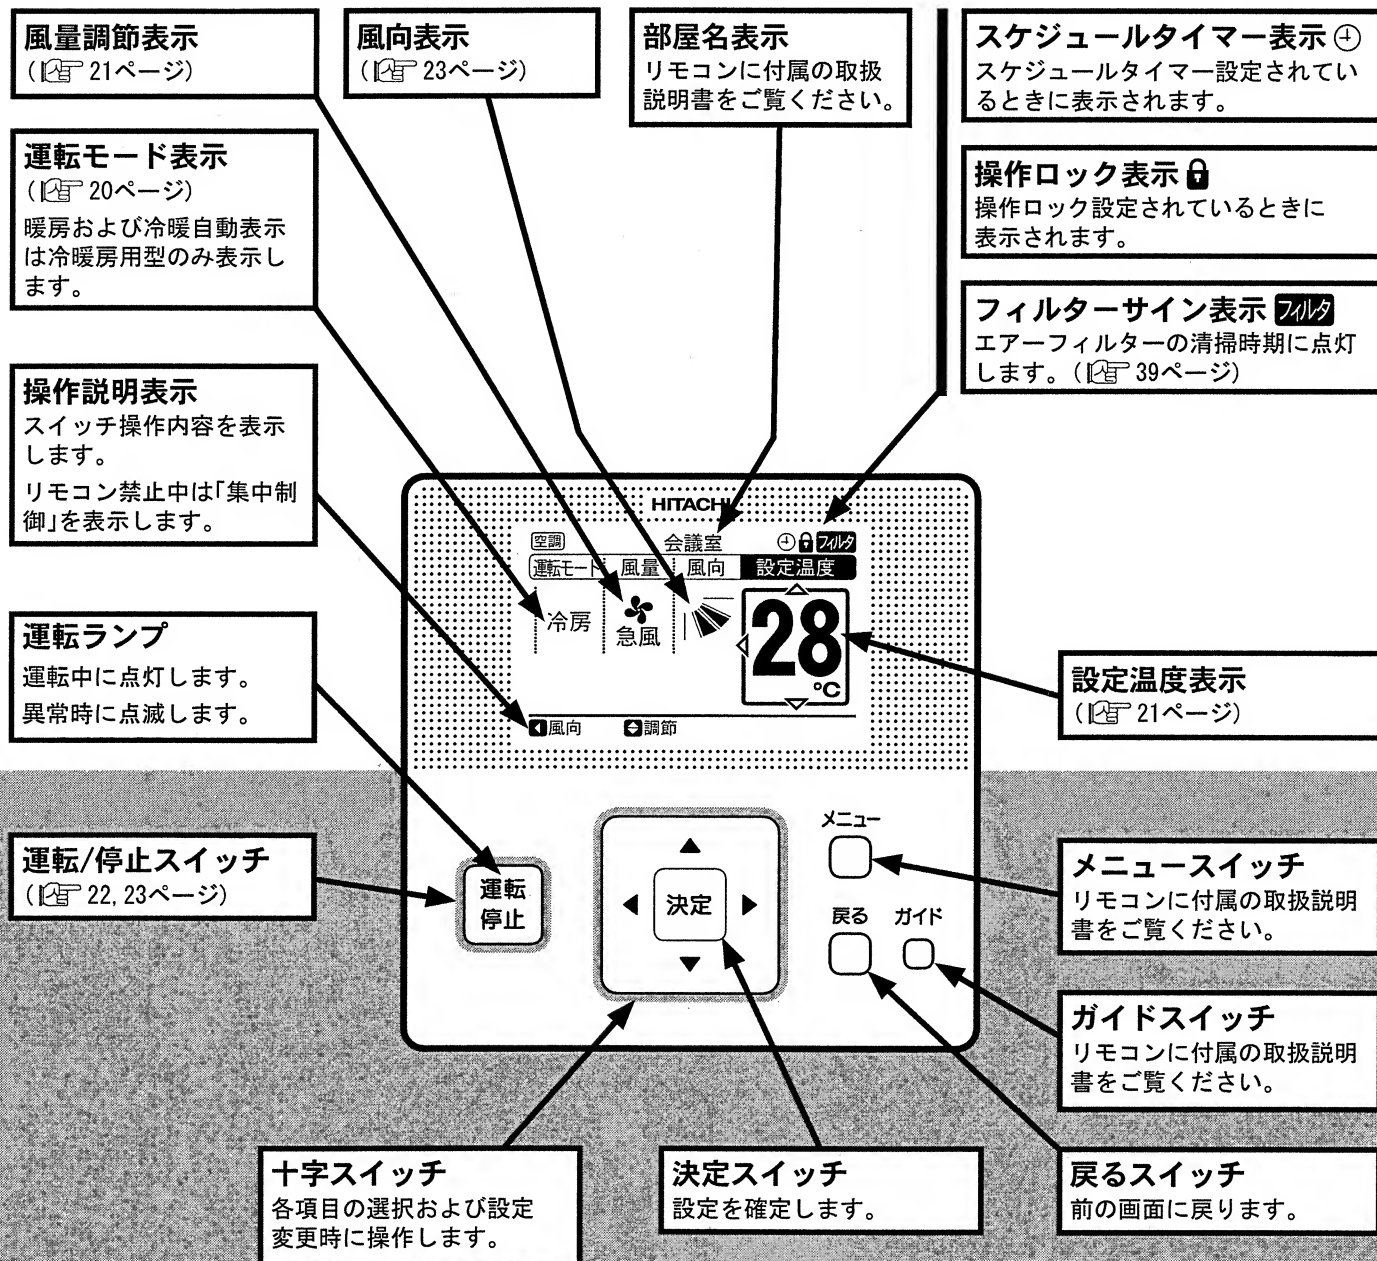 風量調節表示
(21ページ)
風向表示
(23ページ)
部屋名表示
リモコンに付属の取扱
説明書をご覧ください。
スケジュールタイマー表示
スケジュールタイマー設定されてい
るときに表示されます。
運転モード表示
(20ページ)
暖房および冷暖自動表示
は冷暖房用型のみ表示し
ます。
操作ロック表示
操作ロック設定されているときに
表示されます。
フィルターサイン表示 フィルタ
エアーフィルターの清掃時期に点灯
します。(39ページ)
操作説明表示
スイッチ操作内容を表示
します。
リモコン禁止中は「集中制
御」を表示します。
運転ランプ
運転中に点灯します。
異常時に点滅します。
HITACHI
空調 会議室 フィルタ
運転モード 風量 風向 設定温度
冷房 急風 28
℃
風向 調節
設定温度表示
(21ページ)
運転/停止スイッチ
(22, 23ページ)
運転
停止
決定
メニュー
戻る ガイド
メニュースイッチ
リモコンに付属の取扱説明
書をご覧ください。
ガイドスイッチ
リモコンに付属の取扱説明
書をご覧ください。
十字スイッチ
各項目の選択および設定
変更時に操作します。
決定スイッチ
設定を確定します。
戻るスイッチ
前の画面に戻ります。